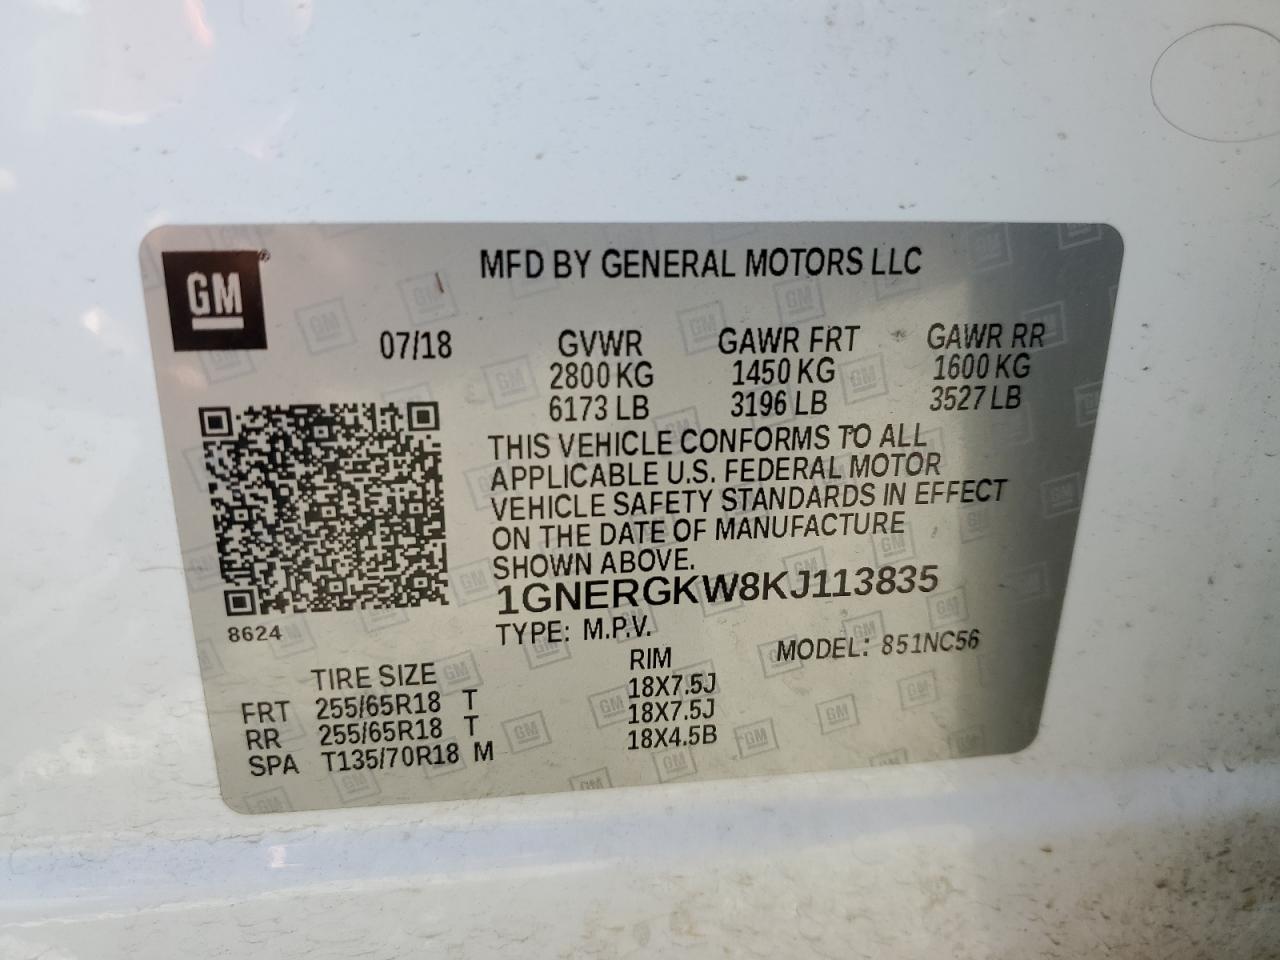 GM®
MFD BY GENERAL MOTORS LLC
07/18 GVWR GAWR FRT GAWR RR
2800 KG 1450 KG 1600 KG
6173 LB 3196 LB 3527 LB
THIS VEHICLE CONFORMS TO ALL
APPLICABLE U.S. FEDERAL MOTOR
VEHICLE SAFETY STANDARDS IN EFFECT
ON THE DATE OF MANUFACTURE
SHOWN ABOVE.
1GNERGKW8KJ113835
8624
TYPE: M.P.V. MODEL: 851NC56
TIRE SIZE RIM
FRT 255/65R18 T 18X7.5J
RR 255/65R18 T 18X7.5J
SPA T135/70R18 M 18X4.5B